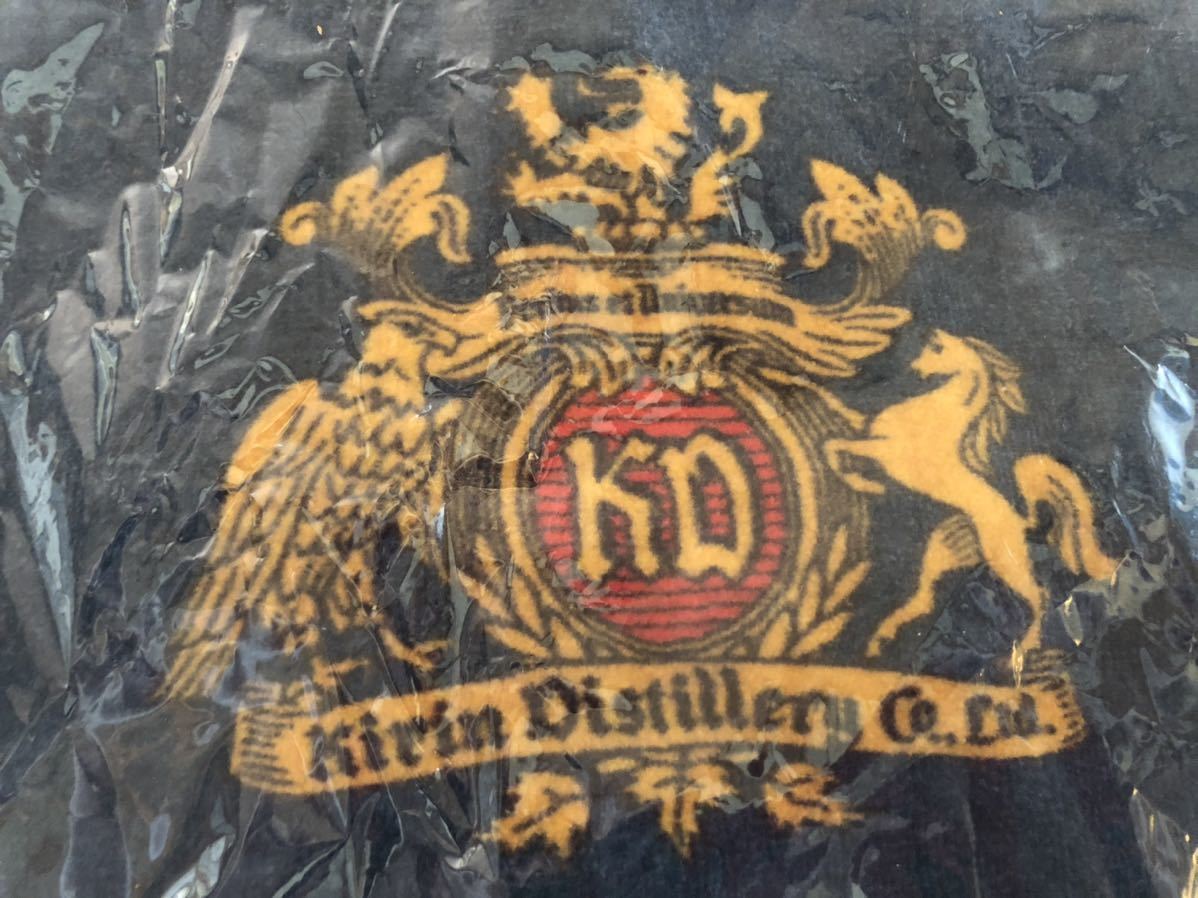 KD
Kirin Distillery Co., Ltd.